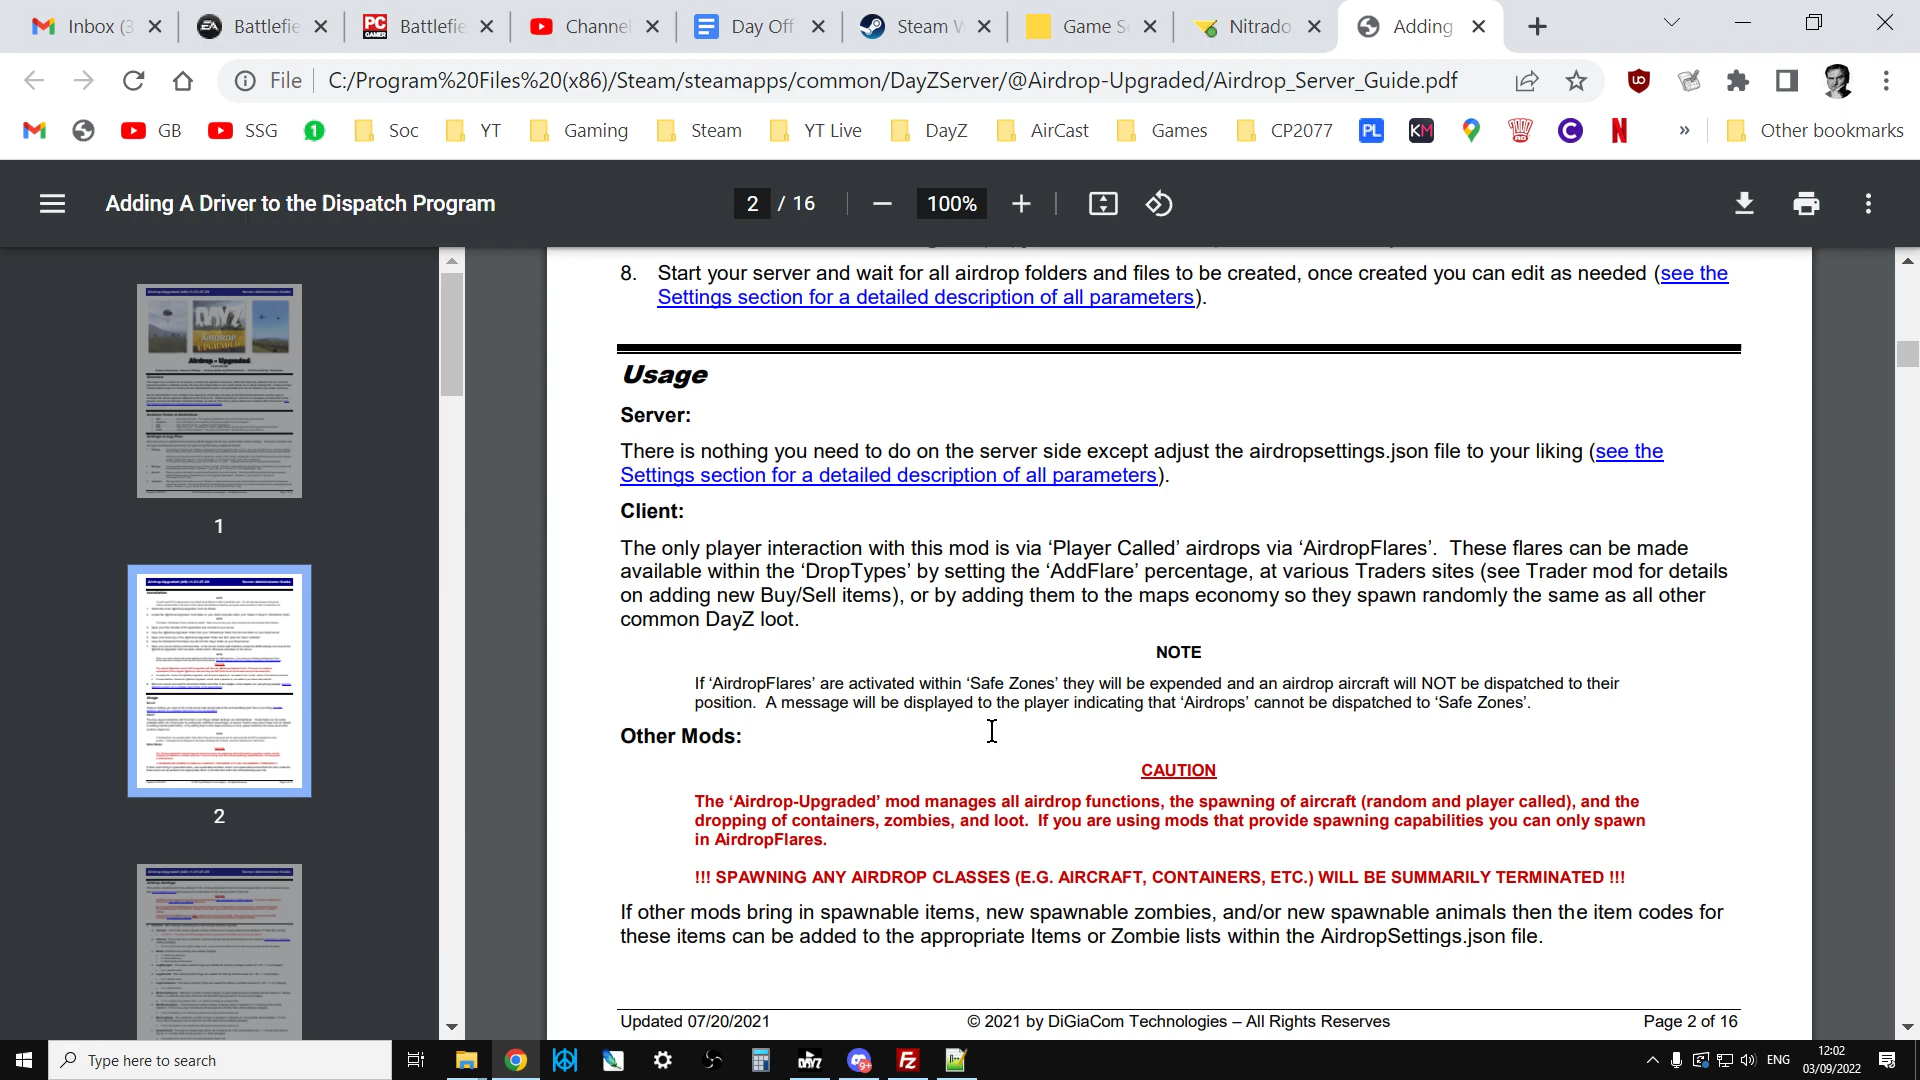 Inbox (3
Battlefie
Battlefie
Channel
Day Off
Steam W
Game Se
Nitrado
Adding
File
C:/Program%20Files%20(x86)/Steam/steamapps/common/DayZServer/@Airdrop-Upgraded/Airdrop_Server_Guide.pdf
GB
SSG
Soc
YT
Gaming
Steam
YT Live
DayZ
AirCast
Games
CP2077
Other bookmarks
Adding A Driver to the Dispatch Program
2 / 16
100%
8. Start your server and wait for all airdrop folders and files to be created, once created you can edit as needed (see the
Settings section for a detailed description of all parameters).
Usage
Server:
There is nothing you need to do on the server side except adjust the airdropsettings.json file to your liking (see the
Settings section for a detailed description of all parameters).
Client:
The only player interaction with this mod is via ‘Player Called’ airdrops via ‘AirdropFlares’. These flares can be made
available within the ‘DropTypes’ by setting the ‘AddFlare’ percentage, at various Traders sites (see Trader mod for details
on adding new Buy/Sell items), or by adding them to the maps economy so they spawn randomly the same as all other
common DayZ loot.
NOTE
If ‘AirdropFlares’ are activated within ‘Safe Zones’ they will be expended and an airdrop aircraft will NOT be dispatched to their
position. A message will be displayed to the player indicating that ‘Airdrops’ cannot be dispatched to ‘Safe Zones’.
Other Mods:
CAUTION
The ‘Airdrop-Upgraded’ mod manages all airdrop functions, the spawning of aircraft (random and player called), and the
dropping of containers, zombies, and loot. If you are using mods that provide spawning capabilities you can only spawn
in AirdropFlares.
!!! SPAWNING ANY AIRDROP CLASSES (E.G. AIRCRAFT, CONTAINERS, ETC.) WILL BE SUMMARILY TERMINATED !!!
If other mods bring in spawnable items, new spawnable zombies, and/or new spawnable animals then the item codes for
these items can be added to the appropriate Items or Zombie lists within the AirdropSettings.json file.
Updated 07/20/2021
© 2021 by DiGiaCom Technologies – All Rights Reserves
Page 2 of 16
1
2
Type here to search
ENG
12:02
03/09/2022